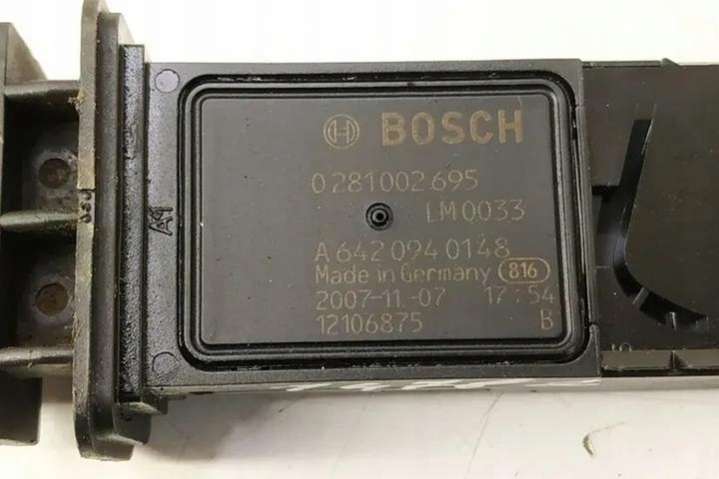 BOSCH
0 281 002 695
LM 0033
A 642 094 0148
Made in Germany 816
2007-11-07 17:54
12106875 B
A1